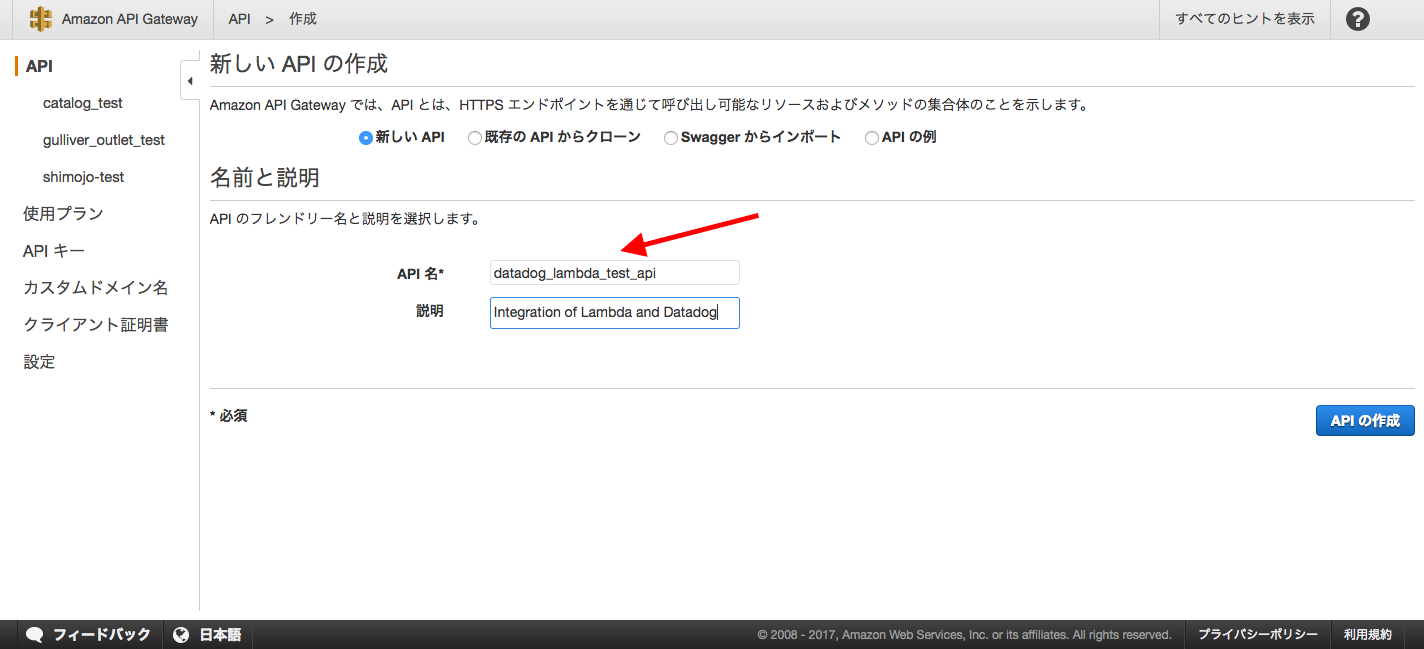 Amazon API Gateway
API > 作成
すべてのヒントを表示
?
API
catalog_test
gulliver_outlet_test
shimojo-test
使用プラン
API キー
カスタムドメイン名
クライアント証明書
設定
新しい API の作成
Amazon API Gateway では、API とは、HTTPS エンドポイントを通じて呼び出し可能なリソースおよびメソッドの集合体のことを示します。
新しい API 既存の API からクローン Swagger からインポート API の例
名前と説明
API のフレンドリー名と説明を選択します。
API 名* datadog_lambda_test_api
説明 Integration of Lambda and Datadog
* 必須
API の作成
フィードバック 日本語 © 2008 - 2017, Amazon Web Services, Inc. or its affiliates. All rights reserved. プライバシーポリシー 利用規約